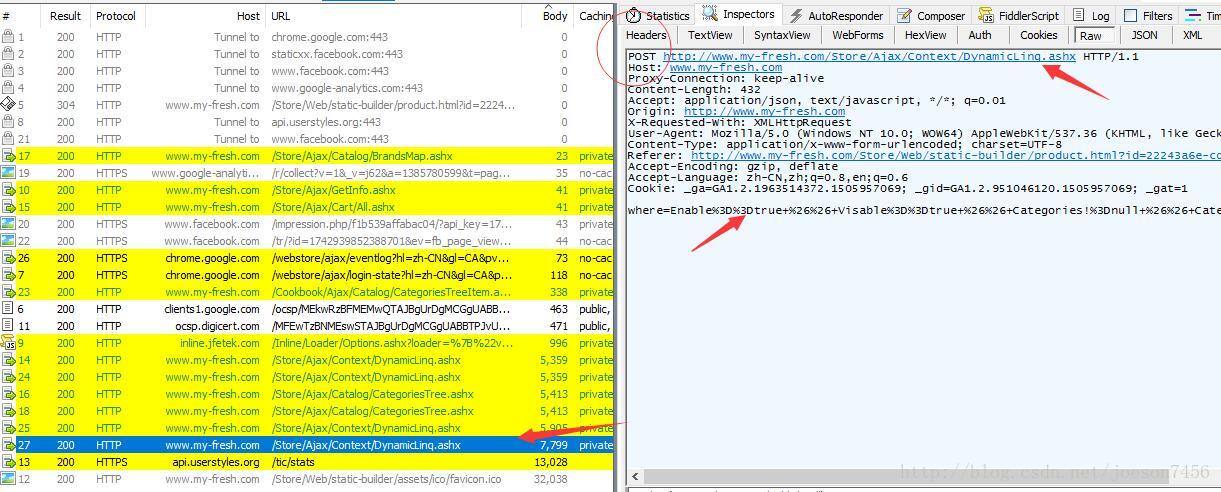 # Result Protocol Host URL Body Caching
1 200 HTTP Tunnel to chrome.google.com:443 0
2 200 HTTP Tunnel to staticxx.facebook.com:443 0
3 200 HTTP Tunnel to www.facebook.com:443 0
4 200 HTTP Tunnel to www.google-analytics.com:443 0
5 304 HTTP www.my-fresh.com /Store/Web/static-builder/product.html?id=2224... 0
8 200 HTTP Tunnel to api.userstyles.org:443 0
21 200 HTTP Tunnel to www.facebook.com:443 0
17 200 HTTP www.my-fresh.com /Store/Ajax/Catalog/BrandsMap.ashx 23 private
19 200 HTTPS www.google-analyti... /r/collect?v=1&_v=j62&a=1385780599&t=pag... 35 no-cac
10 200 HTTP www.my-fresh.com /Store/Ajax/GetInfo.ashx 41 private
15 200 HTTP www.my-fresh.com /Store/Ajax/Cart/All.ashx 41 private
20 200 HTTP www.facebook.com /impression.php/f1b539affabac04/?api_key=17... 43 private
22 200 HTTPS www.facebook.com /tr/?id=1742939852388701&ev=fb_page_view... 44 no-cac
26 200 HTTPS chrome.google.com /webstore/ajax/eventlog?hl=zh-CN&gl=CA&pv... 73 no-cac
7 200 HTTPS chrome.google.com /webstore/ajax/login-state?hl=zh-CN&gl=CA&p... 118 no-cac
23 200 HTTP www.my-fresh.com /Cookbook/Ajax/Catalog/CategoriesTreeItem.a... 338 private
6 200 HTTP clients1.google.com /ocsp/MEkwRzBFMEMwQTAJBgUrDgMCGgUABB... 463 public,
11 200 HTTP ocsp.digicert.com /MFEwTzBNMEswSTAJBgUrDgMCGgUABBTPJvU... 471 public,
9 200 HTTP inline.jfetek.com /Inline/Loader/Options.ashx?loader=%7B%22v... 996 private
14 200 HTTP www.my-fresh.com /Store/Ajax/Context/DynamicLinq.ashx 5,359 private
24 200 HTTP www.my-fresh.com /Store/Ajax/Context/DynamicLinq.ashx 5,359 private
16 200 HTTP www.my-fresh.com /Store/Ajax/Catalog/CategoriesTree.ashx 5,413 private
18 200 HTTP www.my-fresh.com /Store/Ajax/Catalog/CategoriesTree.ashx 5,413 private
25 200 HTTP www.my-fresh.com /Store/Ajax/Context/DynamicLinq.ashx 5,905 private
27 200 HTTP www.my-fresh.com /Store/Ajax/Context/DynamicLinq.ashx 7,799 private
13 200 HTTPS api.userstyles.org /tic/stats 13,028
12 200 HTTP www.my-fresh.com /Store/Web/static-builder/assets/ico/favicon.ico 32,038
Statistics Inspectors AutoResponder Composer FiddlerScript Log Filters Tim
Headers TextView SyntaxView WebForms HexView Auth Cookies Raw JSON XML
POST http://www.my-fresh.com/Store/Ajax/Context/DynamicLinq.ashx HTTP/1.1
Host: www.my-fresh.com
Proxy-Connection: keep-alive
Content-Length: 432
Accept: application/json, text/javascript, */*; q=0.01
Origin: http://www.my-fresh.com
X-Requested-With: XMLHttpRequest
User-Agent: Mozilla/5.0 (Windows NT 10.0; WOW64) AppleWebKit/537.36 (KHTML, like Geck
Content-Type: application/x-www-form-urlencoded; charset=UTF-8
Referer: http://www.my-fresh.com/Store/Web/static-builder/product.html?id=22243a6e-cc
Accept-Encoding: gzip, deflate
Accept-Language: zh-CN,zh;q=0.8,en;q=0.6
Cookie: _ga=GA1.2.1963514372.1505957069; _gid=GA1.2.951046120.1505957069; _gat=1
where=Enable%3D%3Dtrue+%26%26+Visable%3D%3Dtrue+%26%26+Categories!%3Dnull+%26%26+Cate
http://blog.csdn.net/joeson7456